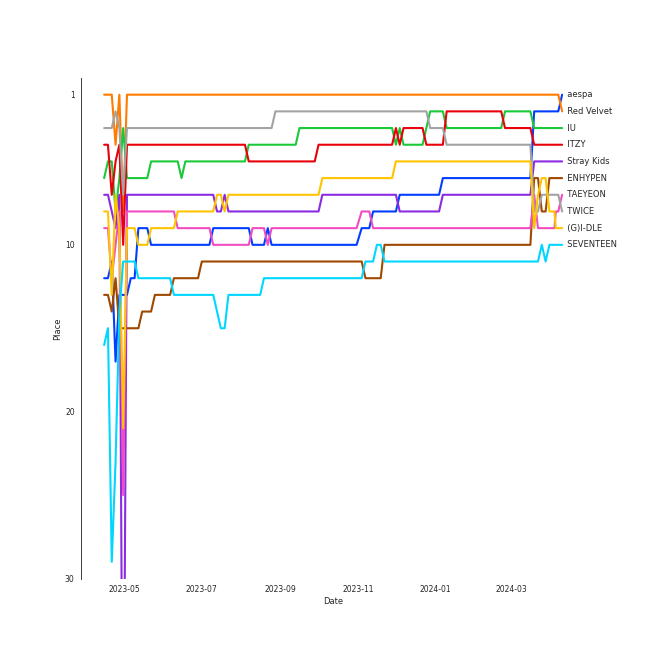 1
10
20
30
Place
2023-05
2023-07
2023-09
2023-11
2024-01
2024-03
Date
aespa
Red Velvet
IU
ITZY
Stray Kids
ENHYPEN
TAEYEON
TWICE
(G)I-DLE
SEVENTEEN